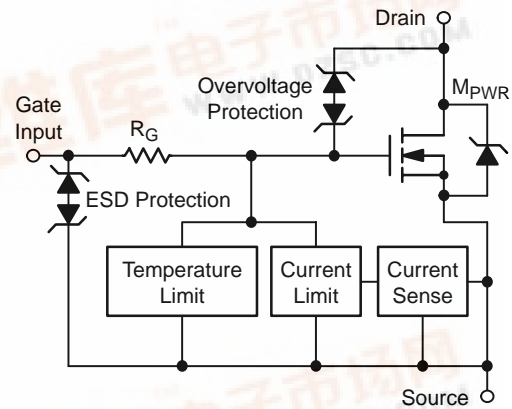 Drain
Overvoltage
Protection
MPWR
Gate
Input
RG
ESD Protection
Temperature
Limit
Current
Limit
Current
Sense
Source